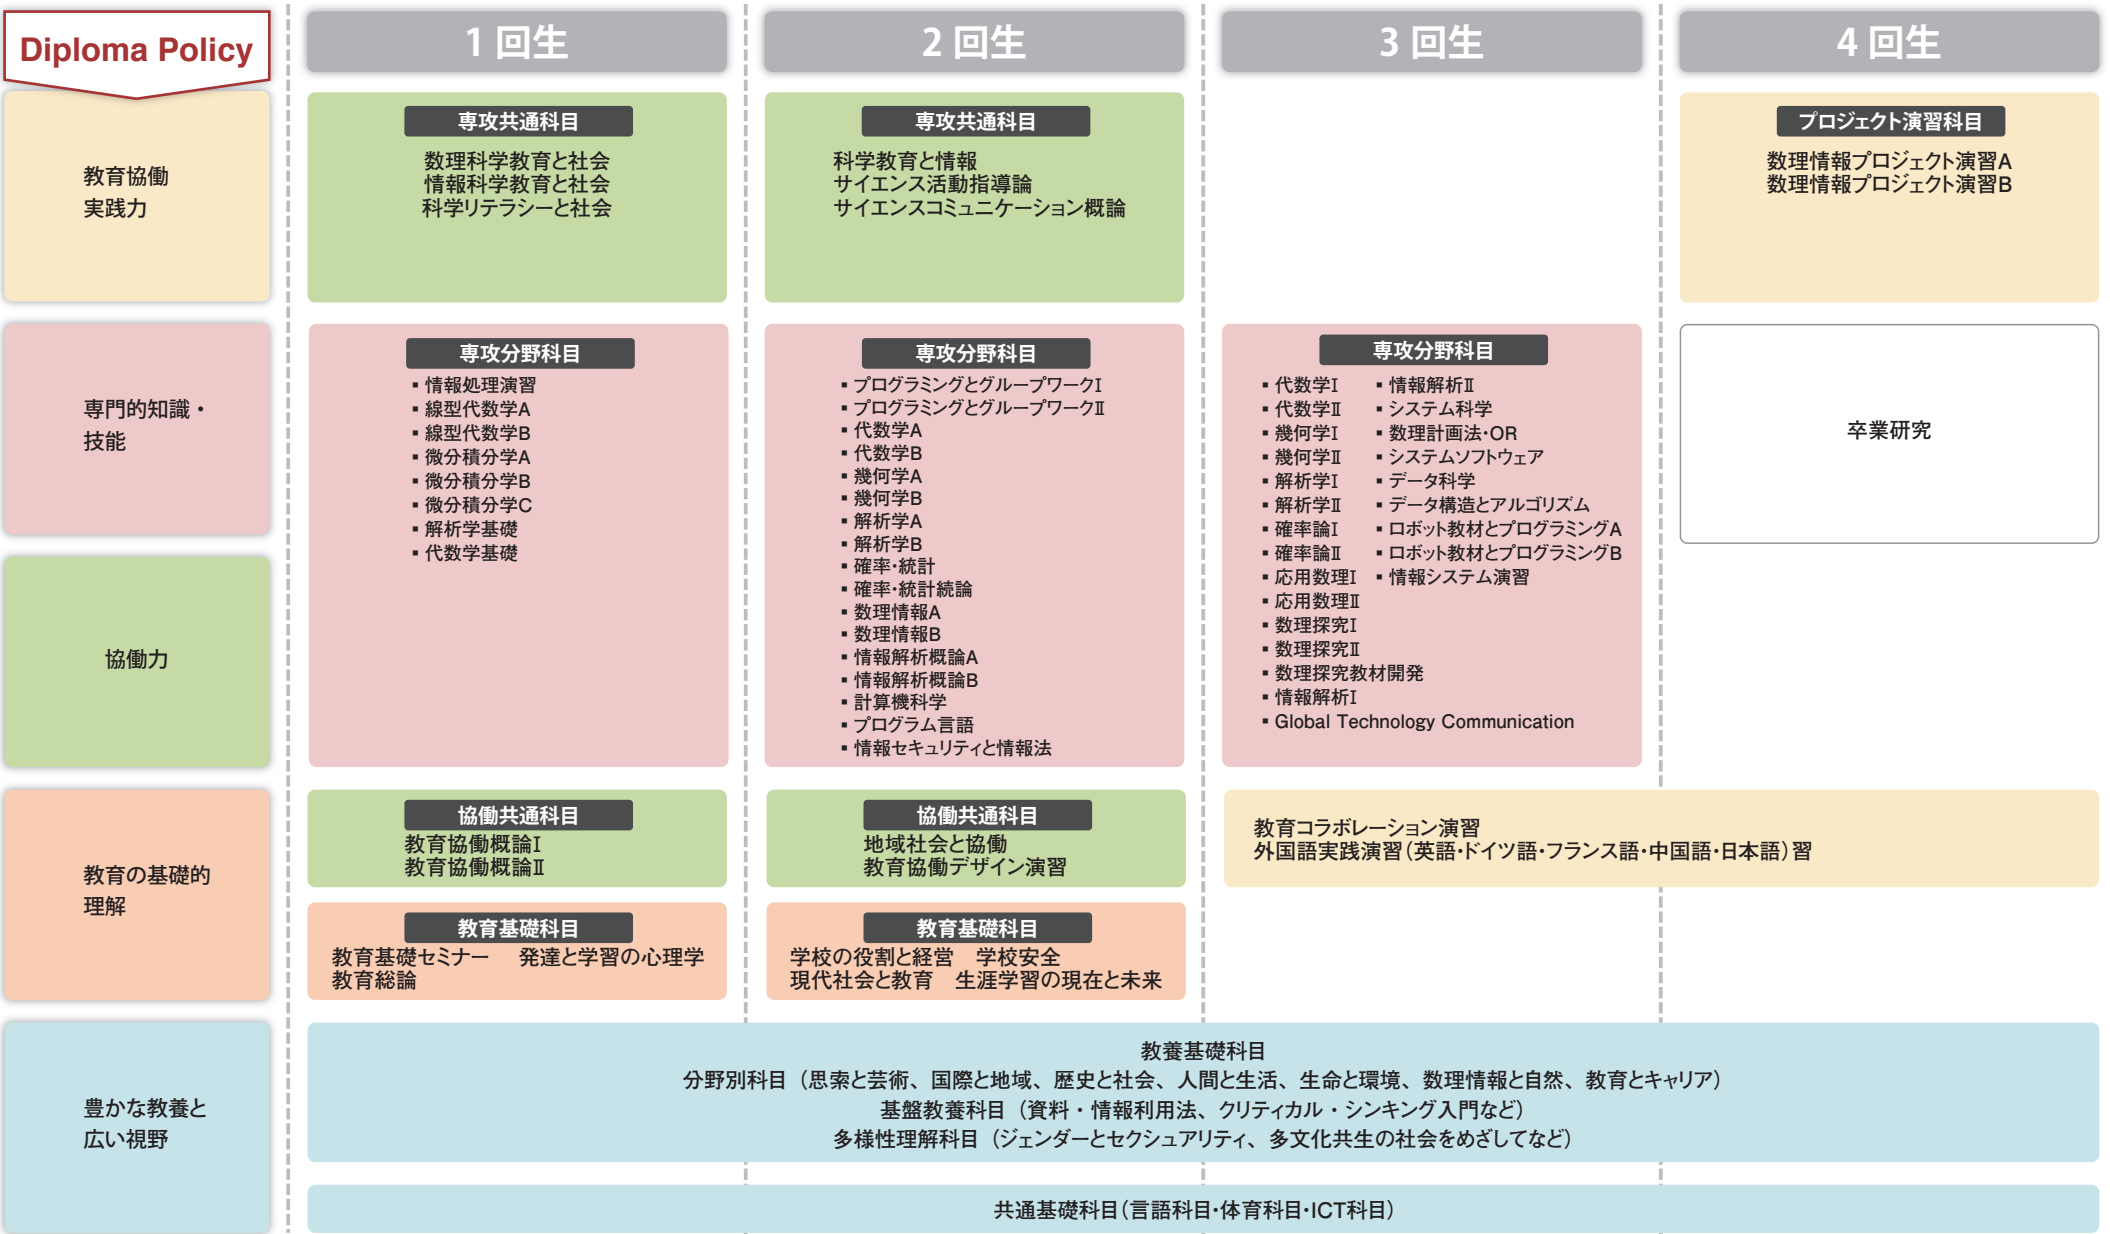 Diploma Policy
1 回生
2 回生
3 回生
4 回生
教育協働
実践力
専攻共通科目
数理科学教育と社会
情報科学教育と社会
科学リテラシーと社会
専攻共通科目
科学教育と情報
サイエンス活動指導論
サイエンスコミュニケーション概論
プロジェクト演習科目
数理情報プロジェクト演習A
数理情報プロジェクト演習B
専門的知識・
技能
協働力
専攻分野科目
▪ 情報処理演習
▪ 線型代数学A
▪ 線型代数学B
▪ 微分積分学A
▪ 微分積分学B
▪ 微分積分学C
▪ 解析学基礎
▪ 代数学基礎
専攻分野科目
▪ プログラミングとグループワークⅠ
▪ プログラミングとグループワークⅡ
▪ 代数学A
▪ 代数学B
▪ 幾何学A
▪ 幾何学B
▪ 解析学A
▪ 解析学B
▪ 確率・統計
▪ 確率・統計続論
▪ 数理情報A
▪ 数理情報B
▪ 情報解析概論A
▪ 情報解析概論B
▪ 計算機科学
▪ プログラム言語
▪ 情報セキュリティと情報法
専攻分野科目
▪ 代数学Ⅰ
▪ 代数学Ⅱ
▪ 幾何学Ⅰ
▪ 幾何学Ⅱ
▪ 解析学Ⅰ
▪ 解析学Ⅱ
▪ 確率論Ⅰ
▪ 確率論Ⅱ
▪ 応用数理Ⅰ
▪ 応用数理Ⅱ
▪ 数理探究Ⅰ
▪ 数理探究Ⅱ
▪ 数理探究教材開発
▪ 情報解析Ⅰ
▪ Global Technology Communication
▪ 情報解析Ⅱ
▪ システム科学
▪ 数理計画法・OR
▪ システムソフトウェア
▪ データ科学
▪ データ構造とアルゴリズム
▪ ロボット教材とプログラミングA
▪ ロボット教材とプログラミングB
▪ 情報システム演習
卒業研究
教育の基礎的
理解
協働共通科目
教育協働概論Ⅰ
教育協働概論Ⅱ
協働共通科目
地域社会と協働
教育協働デザイン演習
教育コラボレーション演習
外国語実践演習(英語・ドイツ語・フランス語・中国語・日本語)習
教育基礎科目
教育基礎セミナー　発達と学習の心理学
教育総論
教育基礎科目
学校の役割と経営　学校安全
現代社会と教育　生涯学習の現在と未来
豊かな教養と
広い視野
教養基礎科目
分野別科目（思索と芸術、国際と地域、歴史と社会、人間と生活、生命と環境、数理情報と自然、教育とキャリア）
基盤教養科目（資料・情報利用法、クリティカル・シンキング入門など）
多様性理解科目（ジェンダーとセクシュアリティ、多文化共生の社会をめざしてなど）
共通基礎科目(言語科目・体育科目・ICT科目)